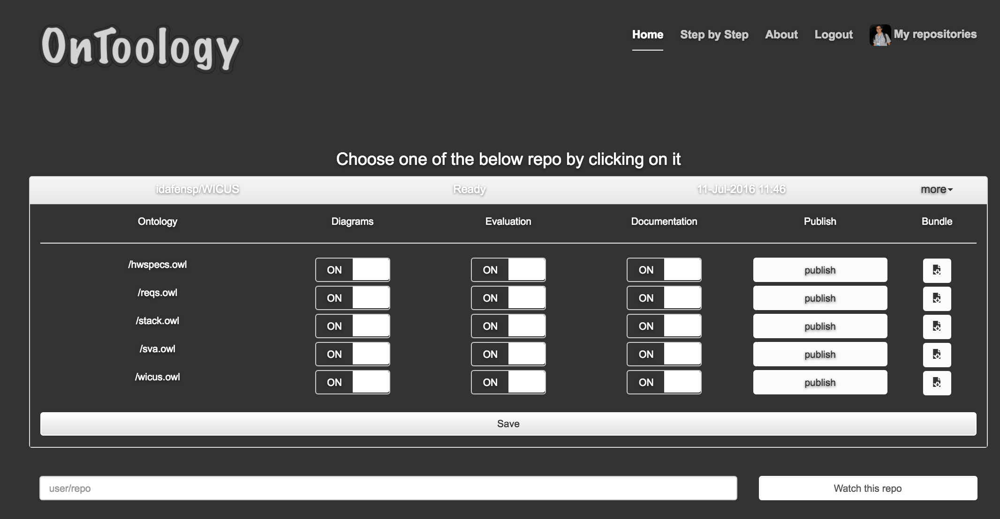 OnToology
Home Step by Step About Logout My repositories
Choose one of the below repo by clicking on it
idafensp/WICUS Ready 11-Jul-2016 11:46 more
Ontology Diagrams Evaluation Documentation Publish Bundle
/hwspecs.owl ON ON ON publish
/reqs.owl ON ON ON publish
/stack.owl ON ON ON publish
/sva.owl ON ON ON publish
/wicus.owl ON ON ON publish
Save
user/repo Watch this repo